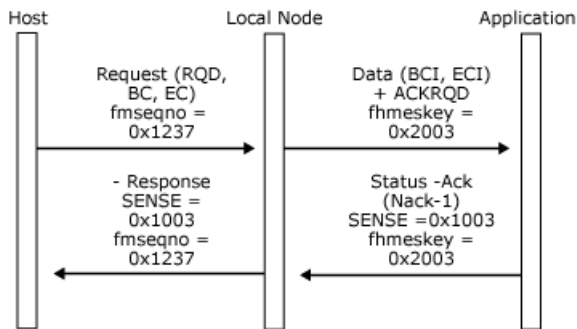 Host
Local Node
Application
Request (RQD,
BC, EC)
fmseqno =
0x1237
Data (BCI, ECI)
+ ACKRQD
fhmeskey =
0x2003
- Response
SENSE =
0x1003
fmseqno =
0x1237
Status -Ack
(Nack-1)
SENSE =0x1003
fhmeskey =
0x2003